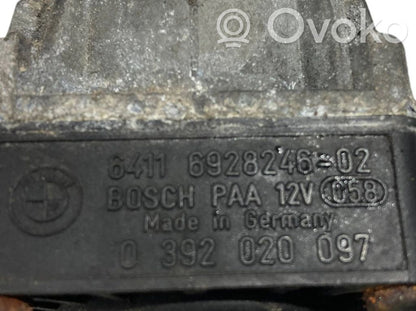 Ovoko
6411 6928246-02
BOSCH PAA 12V 058
Made in Germany
0 392 020 097